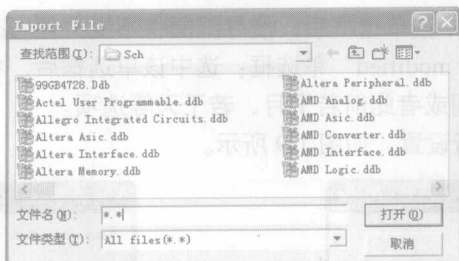 Import File
查找范围(I): Sch
99GB4728.Ddb
Actel User Programmable.ddb
Allegro Integrated Circuits.ddb
Altera Asic.ddb
Altera Interface.ddb
Altera Memory.ddb
Altera Peripheral.ddb
AMD Analog.ddb
AMD Asic.ddb
AMD Converter.ddb
AMD Interface.ddb
AMD Logic.ddb
文件名(N): *.*
打开(O)
文件类型(T): All files(*.*)
取消